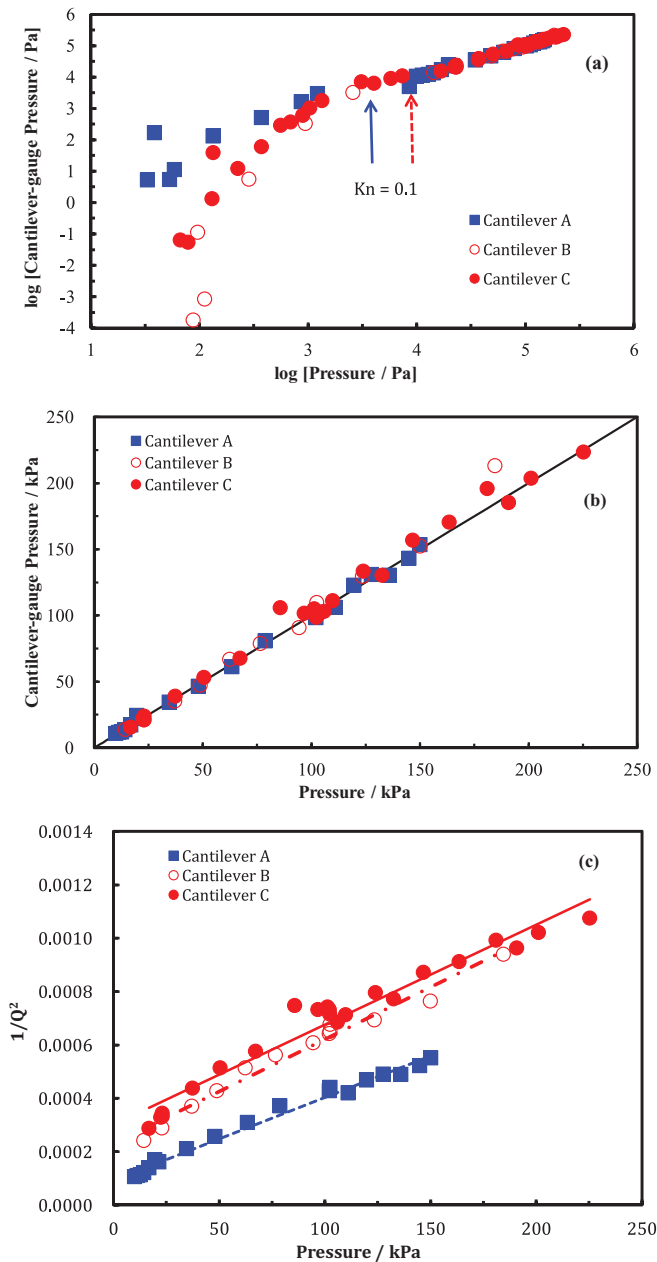 6
5
4
3
2
1
0
-1
-2
-3
-4
(a)
Kn = 0.1
Cantilever A
Cantilever B
Cantilever C
1 2 3 4 5 6
log [Pressure / Pa]
log [Cantilever-gauge Pressure / Pa]
250
200
150
100
50
0
Cantilever A
Cantilever B
Cantilever C
(b)
0 50 100 150 200 250
Pressure / kPa
Cantilever-gauge Pressure / kPa
0.0014
0.0012
0.0010
0.0008
0.0006
0.0004
0.0002
0.0000
Cantilever A
Cantilever B
Cantilever C
(c)
0 50 100 150 200 250
Pressure / kPa
1/Q²